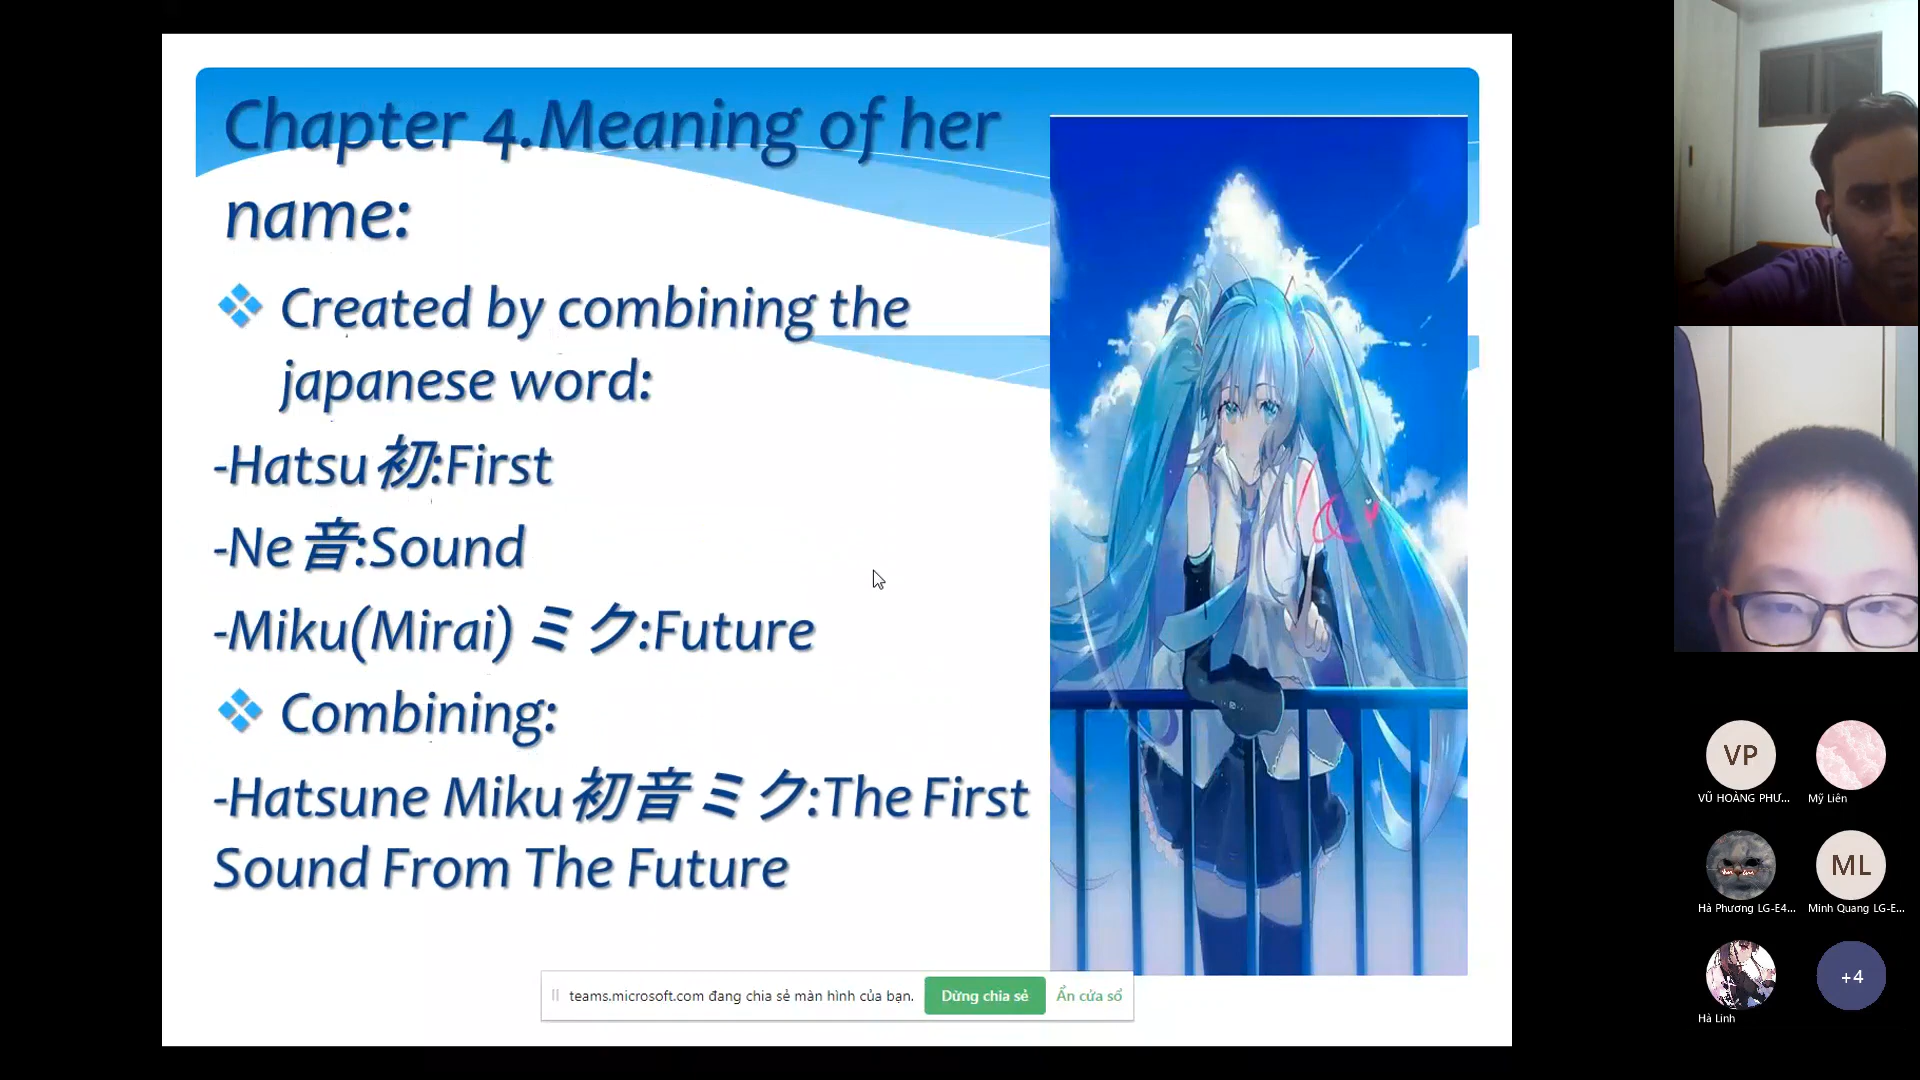 Chapter 4.Meaning of her
name:
Created by combining the
japanese word:
-Hatsu 初:First
-Ne 音:Sound
-Miku(Mirai) ミク:Future
Combining:
-Hatsune Miku 初音ミク:The First
Sound From The Future
teams.microsoft.com đang chia sẻ màn hình của bạn. Dừng chia sẻ Ẩn cửa sổ
VP
VŨ HOÀNG PHƯ... Mỹ Liên
ML
Hà Phương LG-E4... Minh Quang LG-E...
+4
Hà Linh